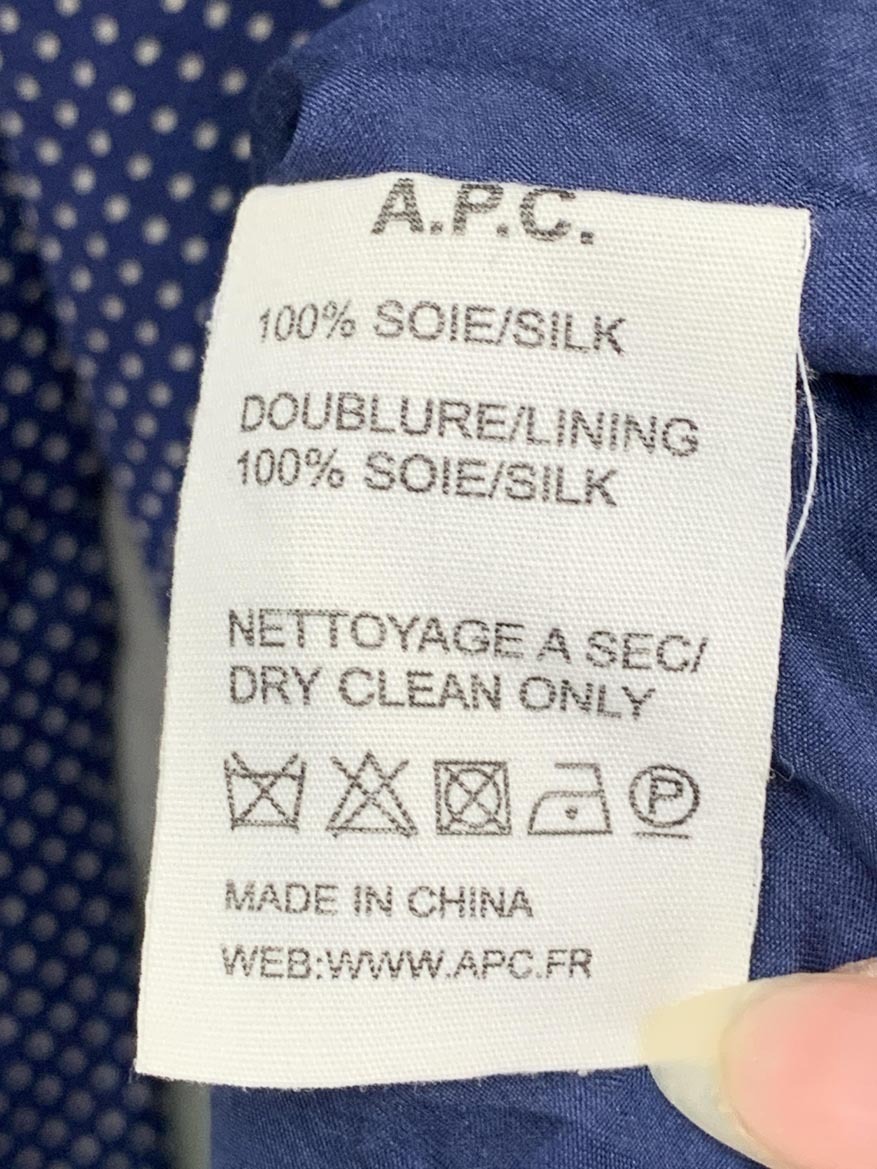 A.P.C.
100% SOIE/SILK
DOUBLURE/LINING
100% SOIE/SILK
NETTOYAGE A SEC/
DRY CLEAN ONLY
P
MADE IN CHINA
WEB:WWW.APC.FR